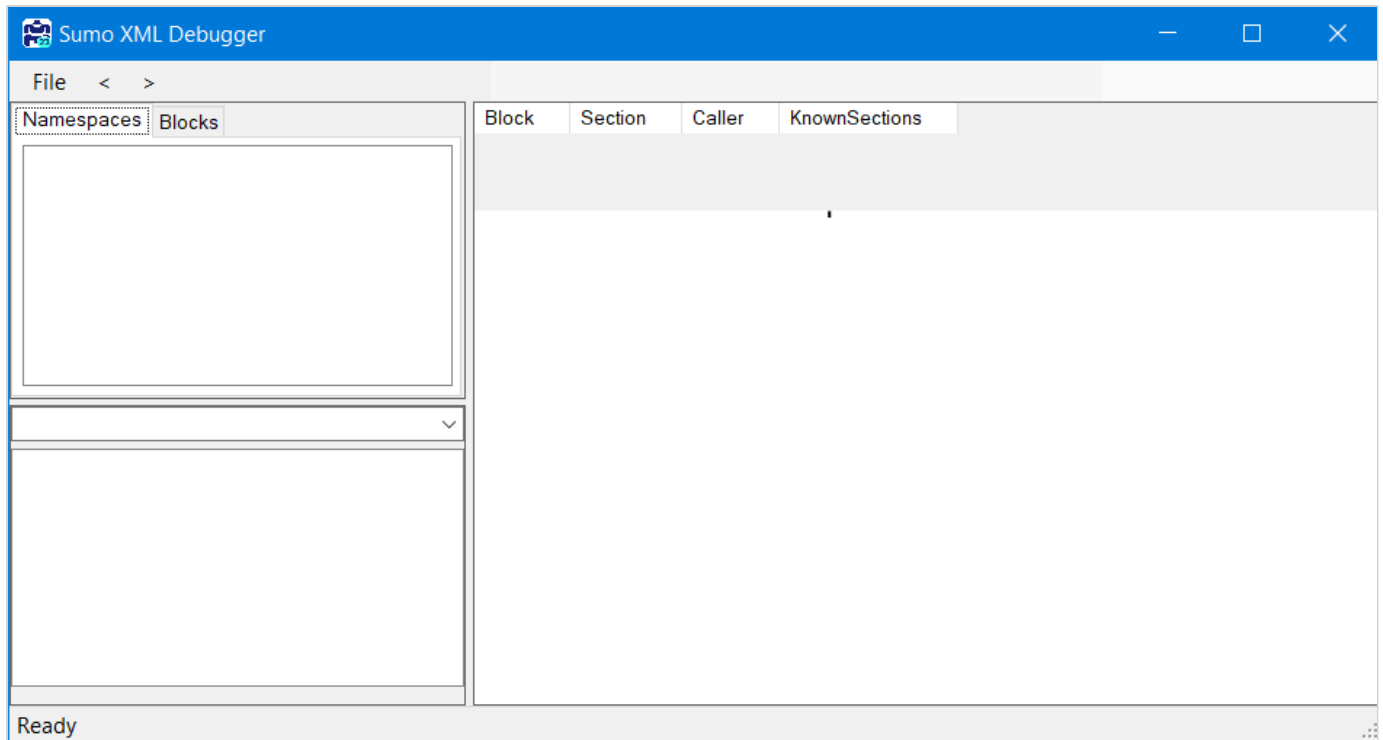 Sumo XML Debugger
File < >
Namespaces Blocks
Block Section Caller KnownSections
Ready